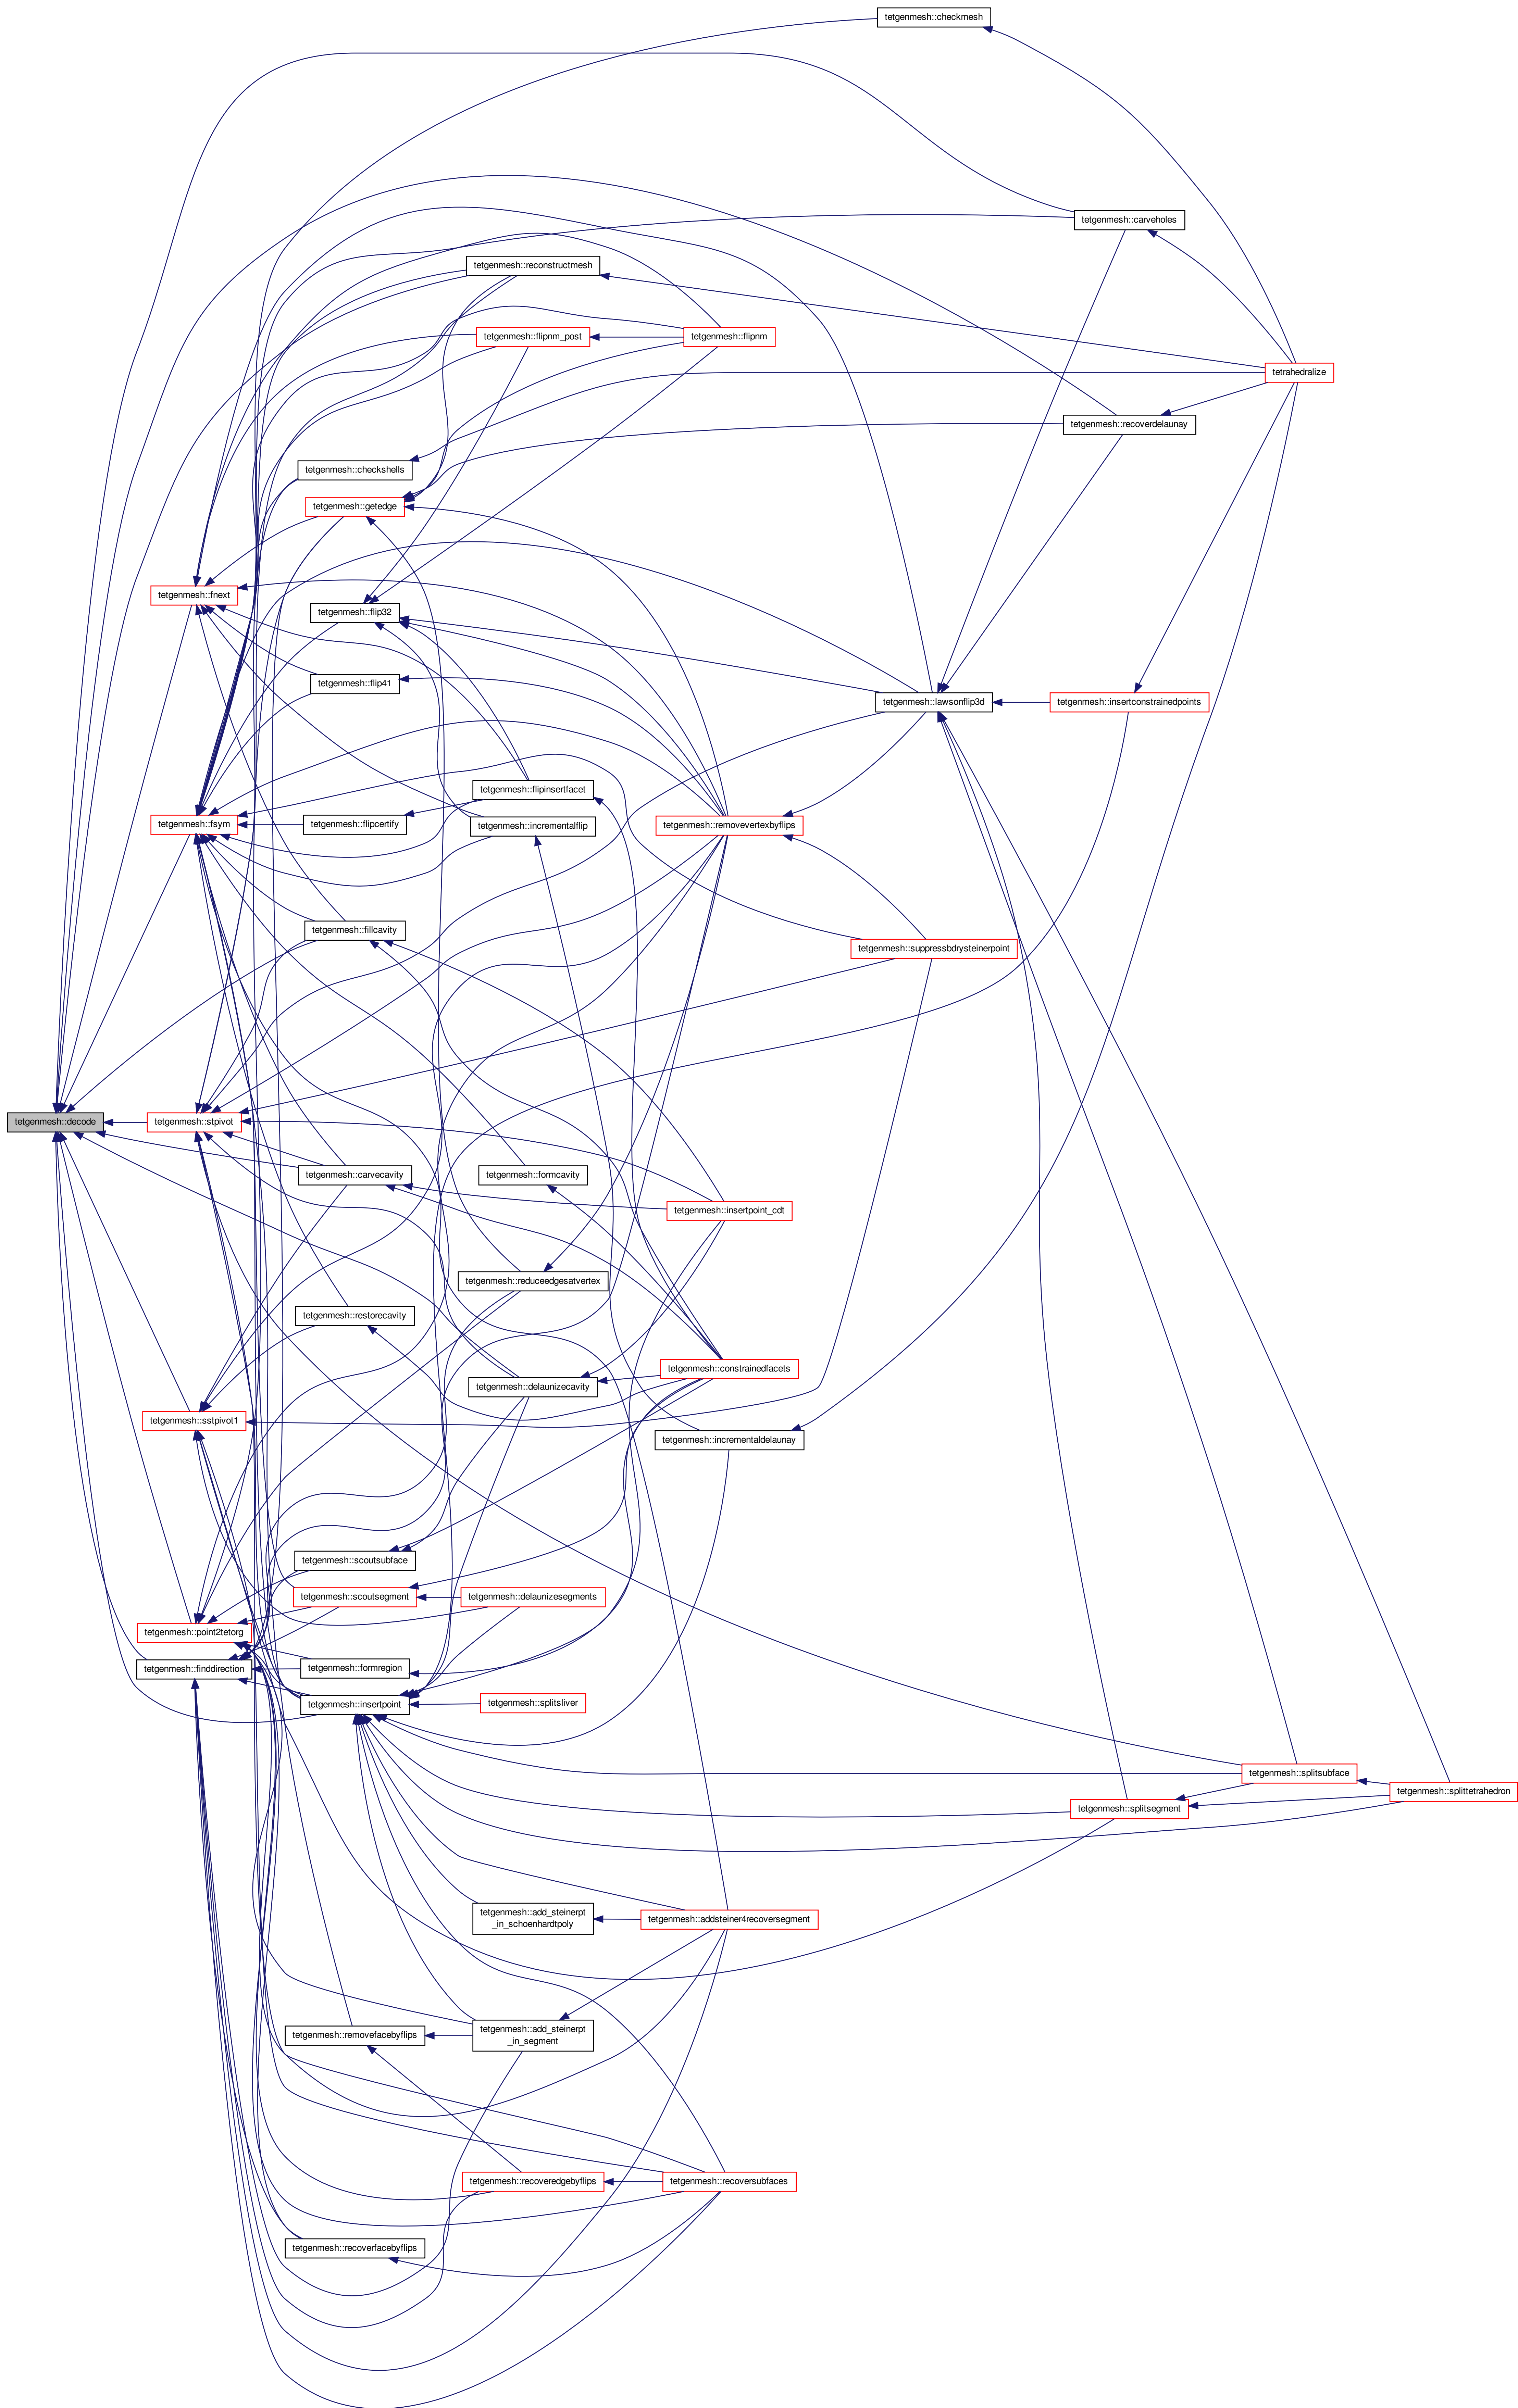 tetgenmesh::checkmesh
tetgenmesh::carveholes
tetgenmesh::reconstructmesh
tetgenmesh::flipnm_post
tetgenmesh::flipnm
tetrahedralize
tetgenmesh::recoverdelaunay
tetgenmesh::checkshells
tetgenmesh::getedge
tetgenmesh::fnext
tetgenmesh::flip32
tetgenmesh::flip41
tetgenmesh::lawsonflip3d
tetgenmesh::insertconstrainedpoints
tetgenmesh::flipinsertfacet
tetgenmesh::fsym
tetgenmesh::flipcertify
tetgenmesh::incrementalflip
tetgenmesh::removevertexbyflips
tetgenmesh::fillcavity
tetgenmesh::suppressbdrysteinerpoint
tetgenmesh::decode
tetgenmesh::stpivot
tetgenmesh::carvecavity
tetgenmesh::formcavity
tetgenmesh::insertpoint_cdt
tetgenmesh::reduceedgesatvertex
tetgenmesh::restorecavity
tetgenmesh::constrainedfacets
tetgenmesh::delaunizecavity
tetgenmesh::sstpivot1
tetgenmesh::incrementaldelaunay
tetgenmesh::scoutsubface
tetgenmesh::scoutsegment
tetgenmesh::delaunizesegments
tetgenmesh::point2tetorg
tetgenmesh::finddirection
tetgenmesh::formregion
tetgenmesh::insertpoint
tetgenmesh::splitsliver
tetgenmesh::splitsubface
tetgenmesh::splittetrahedron
tetgenmesh::splitsegment
tetgenmesh::add_steinerpt
_in_schoenhardtpoly
tetgenmesh::addsteiner4recoversegment
tetgenmesh::removefacebyflips
tetgenmesh::add_steinerpt
_in_segment
tetgenmesh::recoveredgebyflips
tetgenmesh::recoversubfaces
tetgenmesh::recoverfacebyflips